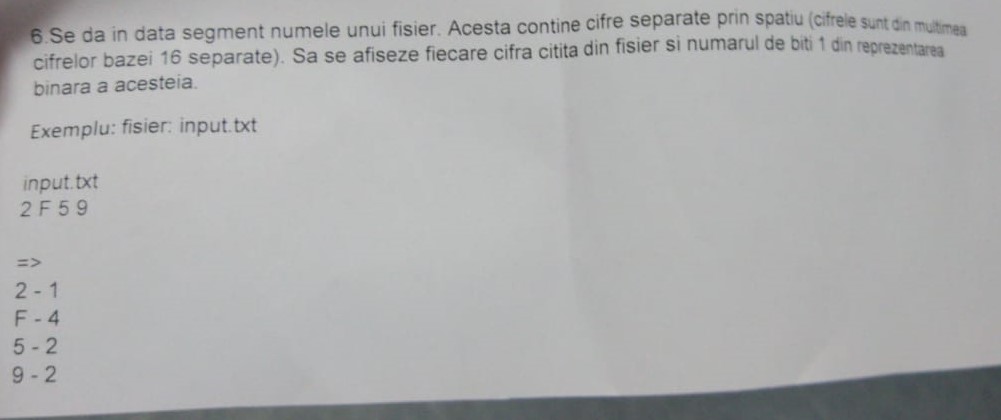 6.Se da in data segment numele unui fisier. Acesta contine cifre separate prin spatiu (cifrele sunt din multimea
cifrelor bazei 16 separate). Sa se afiseze fiecare cifra citita din fisier si numarul de biti 1 din reprezentarea
binara a acesteia.
Exemplu: fisier: input.txt
input.txt
2 F 5 9
=>
2 - 1
F - 4
5 - 2
9 - 2